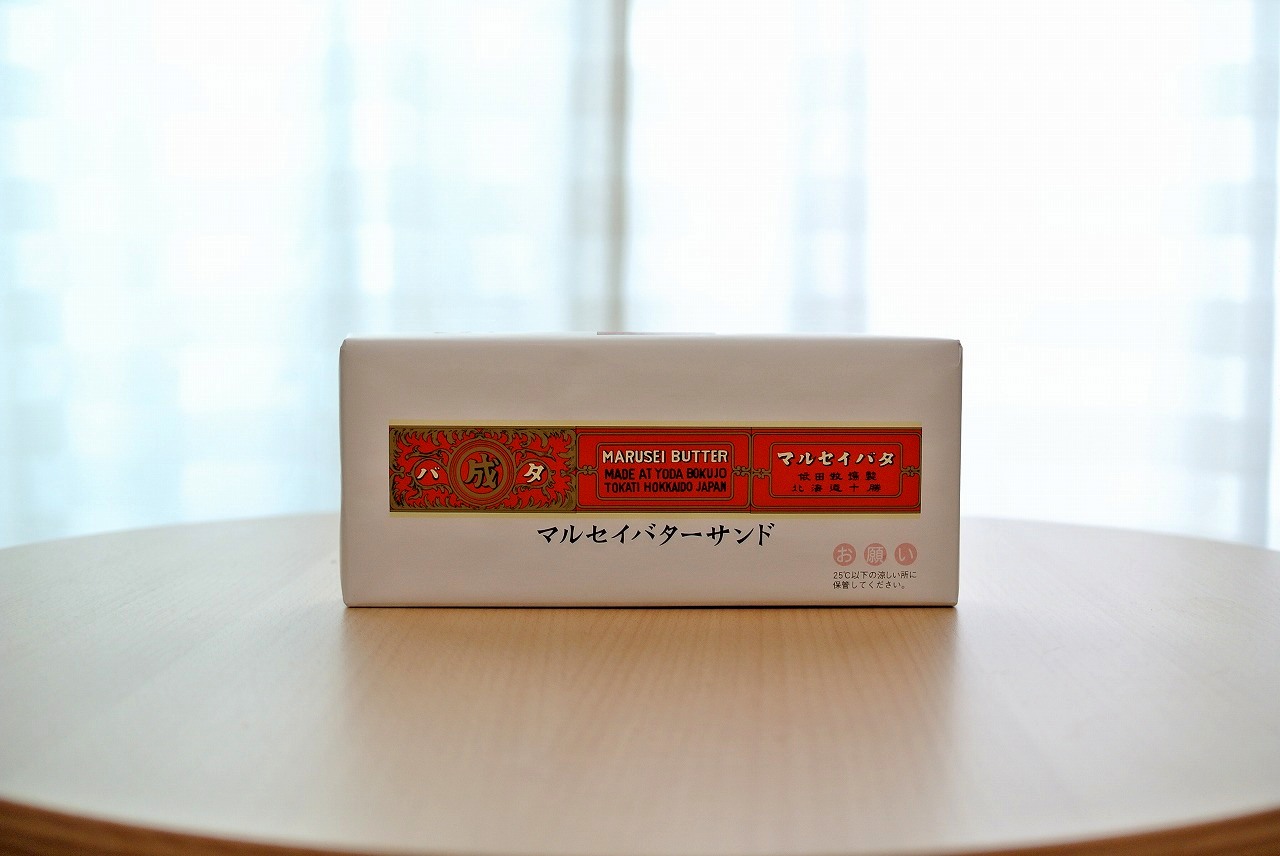 バ 成 タ
MARUSEI BUTTER
MADE AT YODA BOKUJO
TOKATI HOKKAIDO JAPAN
マルセイバタ
依田牧塲製
北海道十勝
マルセイバターサンド
お願い
25℃以下の涼しい所に
保管してください。